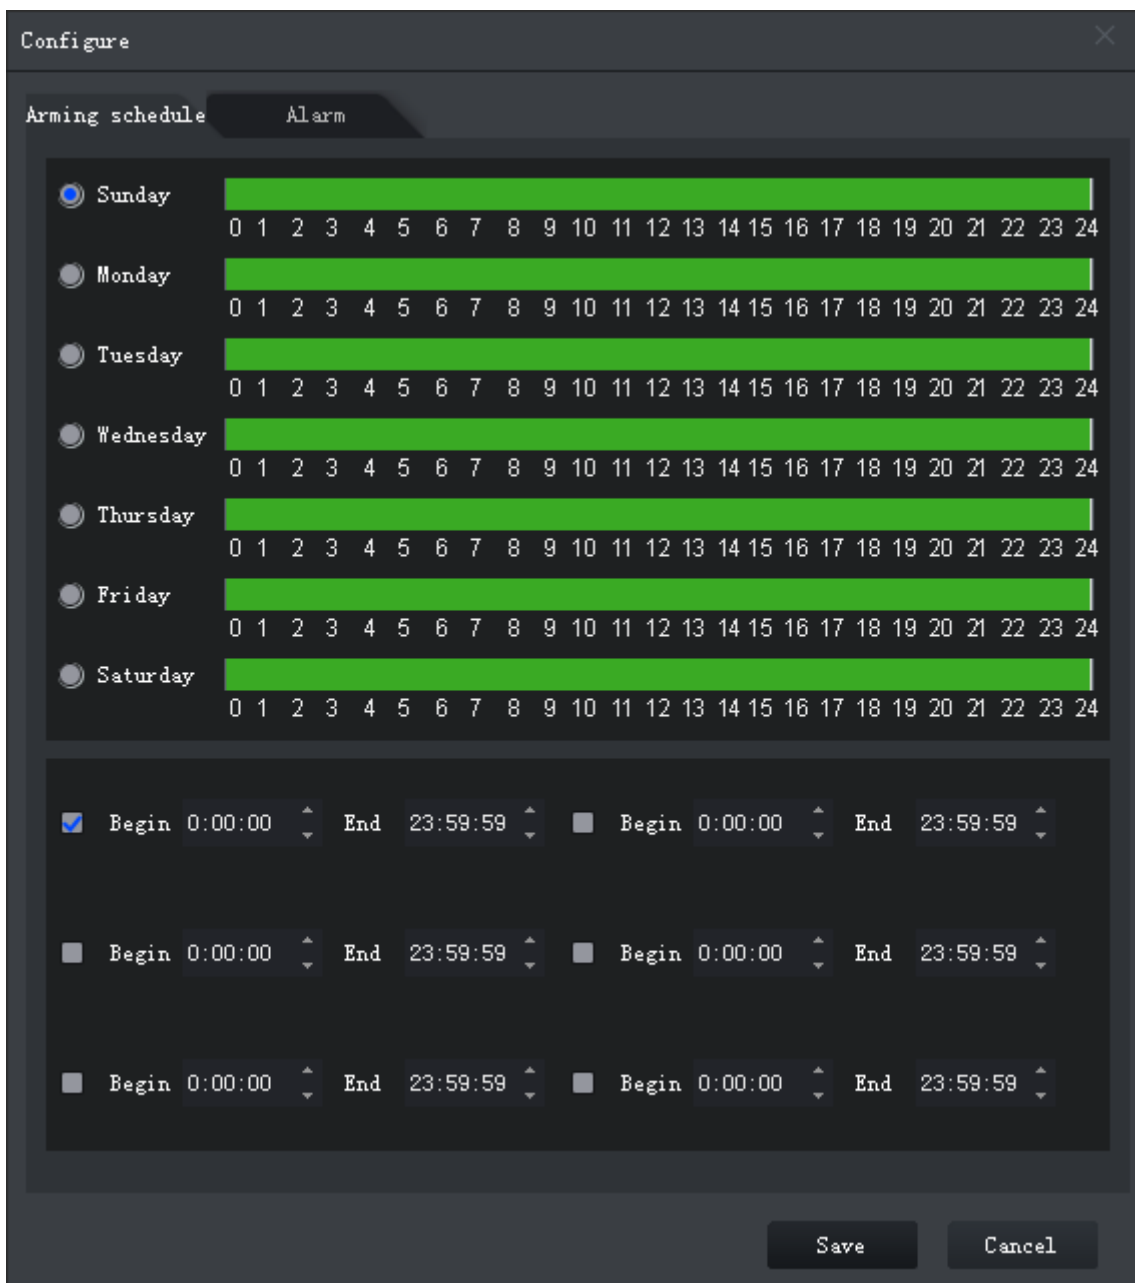 Configure
Arming schedule Alarm
Sunday
0 1 2 3 4 5 6 7 8 9 10 11 12 13 14 15 16 17 18 19 20 21 22 23 24
Monday
0 1 2 3 4 5 6 7 8 9 10 11 12 13 14 15 16 17 18 19 20 21 22 23 24
Tuesday
0 1 2 3 4 5 6 7 8 9 10 11 12 13 14 15 16 17 18 19 20 21 22 23 24
Wednesday
0 1 2 3 4 5 6 7 8 9 10 11 12 13 14 15 16 17 18 19 20 21 22 23 24
Thursday
0 1 2 3 4 5 6 7 8 9 10 11 12 13 14 15 16 17 18 19 20 21 22 23 24
Friday
0 1 2 3 4 5 6 7 8 9 10 11 12 13 14 15 16 17 18 19 20 21 22 23 24
Saturday
0 1 2 3 4 5 6 7 8 9 10 11 12 13 14 15 16 17 18 19 20 21 22 23 24
Begin 0:00:00 End 23:59:59 Begin 0:00:00 End 23:59:59
Begin 0:00:00 End 23:59:59 Begin 0:00:00 End 23:59:59
Begin 0:00:00 End 23:59:59 Begin 0:00:00 End 23:59:59
Save Cancel